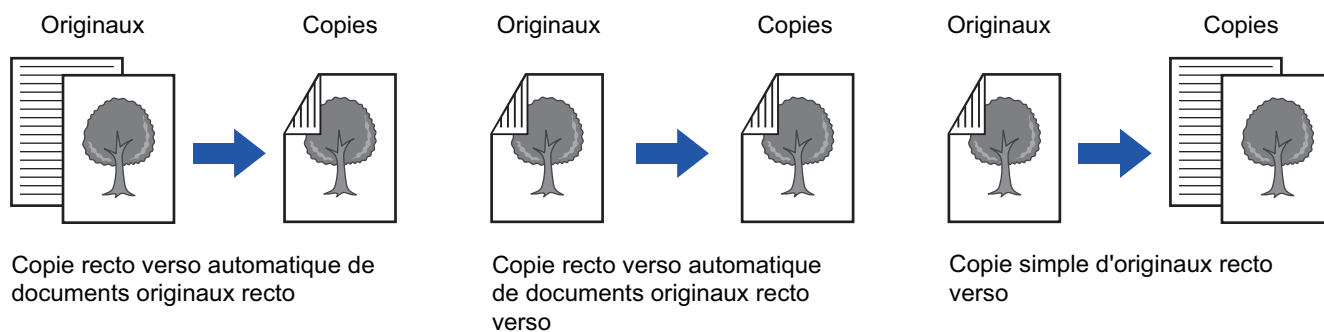 Originaux
Copies
Originaux
Copies
Originaux
Copies
Copie recto verso automatique de
documents originaux recto
Copie recto verso automatique
de documents originaux recto
verso
Copie simple d'originaux recto
verso